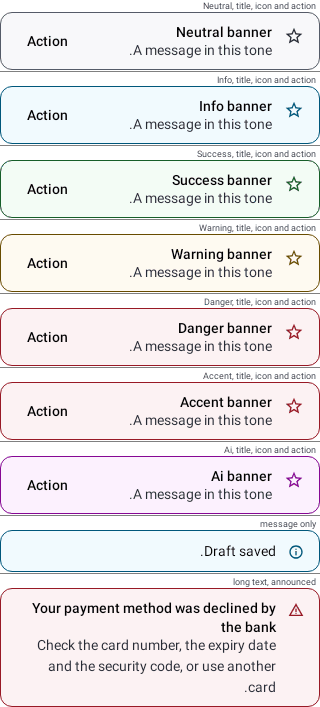 Neutral, title, icon and action
Neutral banner
.A message in this tone
Action
Info, title, icon and action
Info banner
.A message in this tone
Action
Success, title, icon and action
Success banner
.A message in this tone
Action
Warning, title, icon and action
Warning banner
.A message in this tone
Action
Danger, title, icon and action
Danger banner
.A message in this tone
Action
Accent, title, icon and action
Accent banner
.A message in this tone
Action
Ai, title, icon and action
Ai banner
.A message in this tone
Action
message only
.Draft saved
long text, announced
Your payment method was declined by
the bank
Check the card number, the expiry date
and the security code, or use another
.card